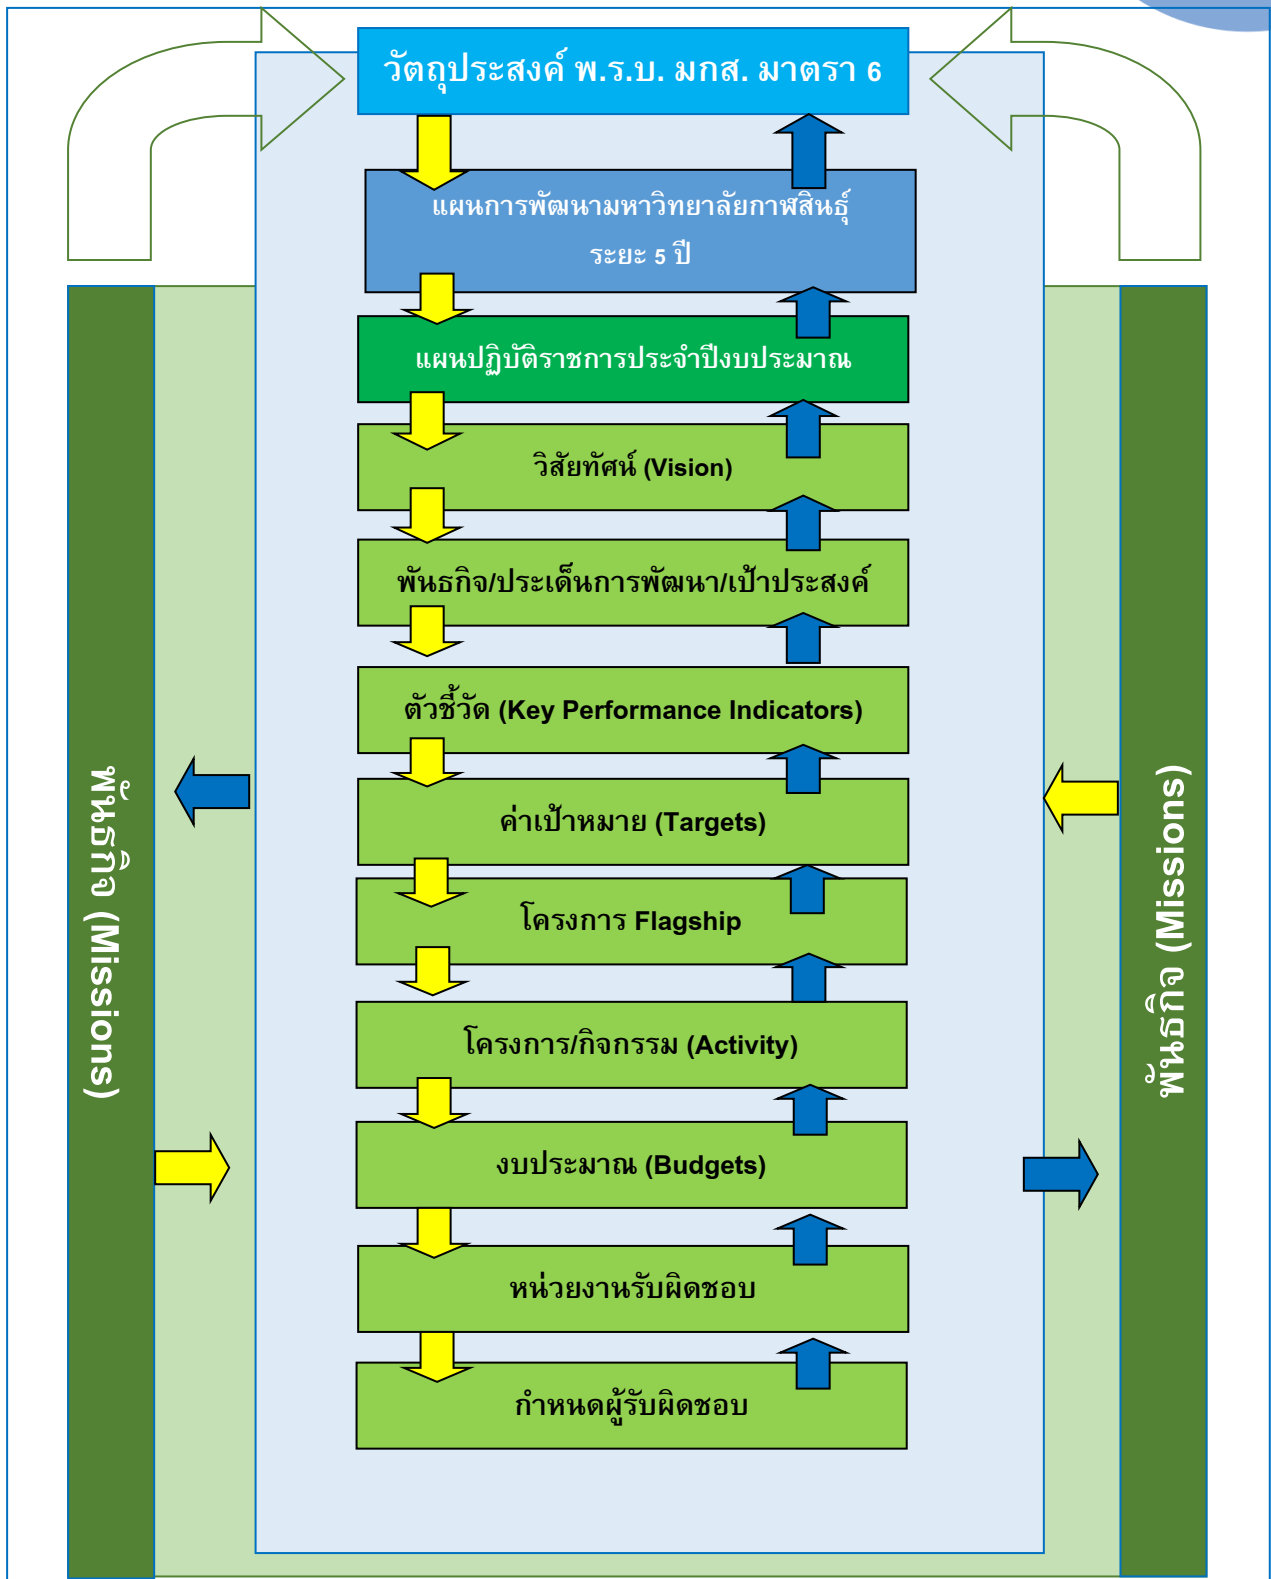 วัตถุประสงค์ พ.ร.บ. มกส. มาตรา 6
แผนการพัฒนามหาวิทยาลัยกาฬสินธุ์
ระยะ 5 ปี
แผนปฏิบัติราชการประจำปีงบประมาณ
วิสัยทัศน์ (Vision)
พันธกิจ/ประเด็นการพัฒนา/เป้าประสงค์
ตัวชี้วัด (Key Performance Indicators)
ค่าเป้าหมาย (Targets)
โครงการ Flagship
โครงการ/กิจกรรม (Activity)
งบประมาณ (Budgets)
หน่วยงานรับผิดชอบ
กำหนดผู้รับผิดชอบ
พันธกิจ (Missions)
พันธกิจ (Missions)